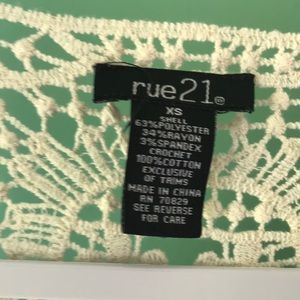 rue21®
XS
SHELL
63%POLYESTER
34%RAYON
3%SPANDEX
CROCHET
100%COTTON
EXCLUSIVE
OF TRIMS
MADE IN CHINA
RN 70829
SEE REVERSE
FOR CARE